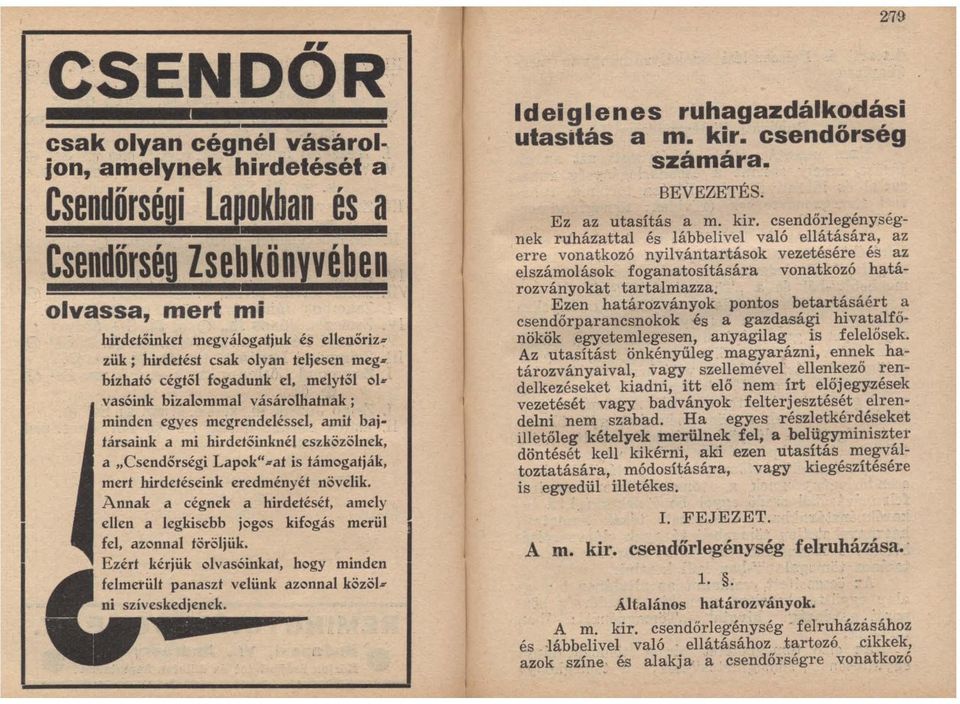 CSENDŐR
csak olyan cégnél vásárol-
jon, amelynek hirdetését a
Csendőrségi Lapokban és a
Csendőrség Zsebkönyvében
olvassa, mert mi
hirdetőinket megválogatjuk és ellenőriz-
zük; hirdetést csak olyan teljesen meg-
bízható cégtől fogadunk el, melytől ol-
vasóink bizalommal vásárolhatnak;
minden egyes megrendeléssel, amit baj-
társaink a mi hirdetőinknél eszközölnek,
a „Csendőrségi Lapok"-at is támogatják,
mert hirdetéseink eredményét növelik.
Annak a cégnek a hirdetését, amely
ellen a legkisebb jogos kifogás merül
fel, azonnal töröljük.
Ezért kérjük olvasóinkat, hogy minden
felmerült panaszt velünk azonnal közöl-
ni szíveskedjenek.
279
Ideiglenes ruhagazdálkodási
utasítás a m. kir. csendőrség
számára.
BEVEZETÉS.
Ez az utasítás a m. kir. csendőrlegénység-
nek ruházattal és lábbelivel való ellátására, az
erre vonatkozó nyilvántartások vezetésére és az
elszámolások foganatosítására vonatkozó hatá-
rozványokat tartalmazza.
Ezen határozványok pontos betartásáért a
csendőrparancsnokok és a gazdasági hivatalfő-
nökök egyetemlegesen, anyagilag is felelősek.
Az utasítást önkényűleg magyarázni, ennek ha-
tározványaival, vagy szellemével ellenkező ren-
delkezéseket kiadni, itt elő nem írt előjegyzések
vezetését vagy badványok felterjesztését elren-
delni nem szabad. Ha egyes részletkérdéseket
illetőleg kételyek merülnek fel, a belügyminiszter
döntését kell kikérni, aki ezen utasítás megvál-
toztatására, módosítására, vagy kiegészítésére
is egyedül illetékes.
I. FEJEZET.
A m. kir. csendőrlegénység felruházása.
1. §.
Általános határozványok.
A m. kir. csendőrlegénység felruházásához
és lábbelivel való ellátásához tartozó cikkek,
azok színe és alakja a csendőrségre vonatkozó